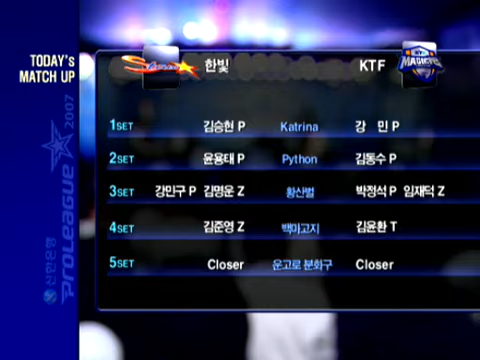 TODAY's
MATCH UP
Stars 한빛 KTF MAGICNS
1SET 김승현 P Katrina 강 민 P
2SET 윤용태 P Python 김동수 P
3SET 강민구 P 김명운 Z 황산벌 박정석 P 임재덕 Z
4SET 김준영 Z 백마고지 김윤환 T
5SET Closer 운고로 분화구 Closer
신한은행 PROLEAGUE 2007